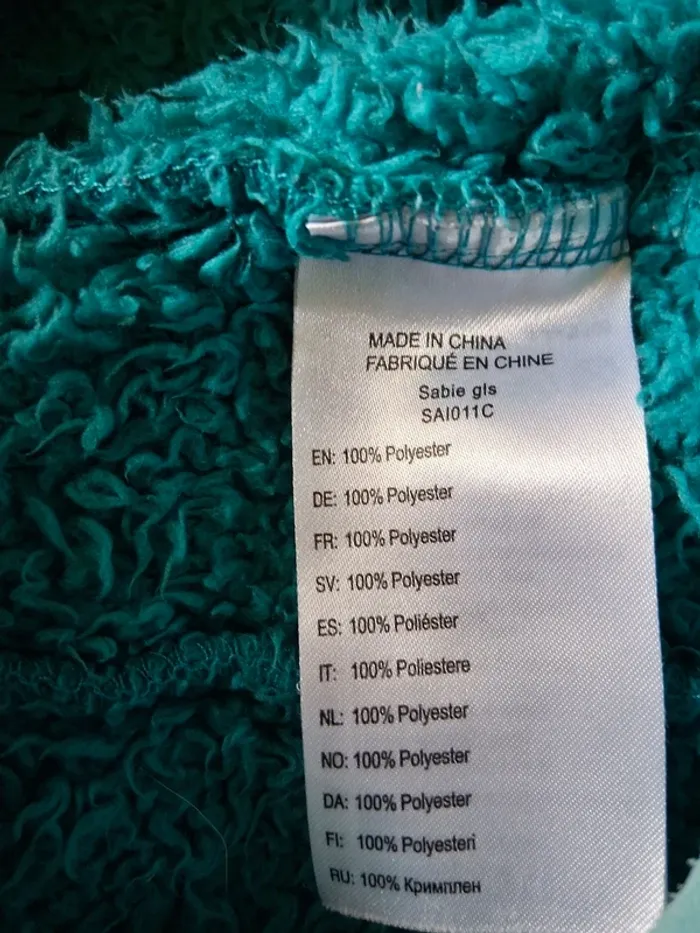 MADE IN CHINA
FABRIQUÉ EN CHINE
Sabie gls
SAI011C
EN: 100% Polyester
DE: 100% Polyester
FR: 100% Polyester
SV: 100% Polyester
ES: 100% Poliéster
IT: 100% Poliestere
NL: 100% Polyester
NO: 100% Polyester
DA: 100% Polyester
FI: 100% Polyesteri
RU: 100% Кримплен